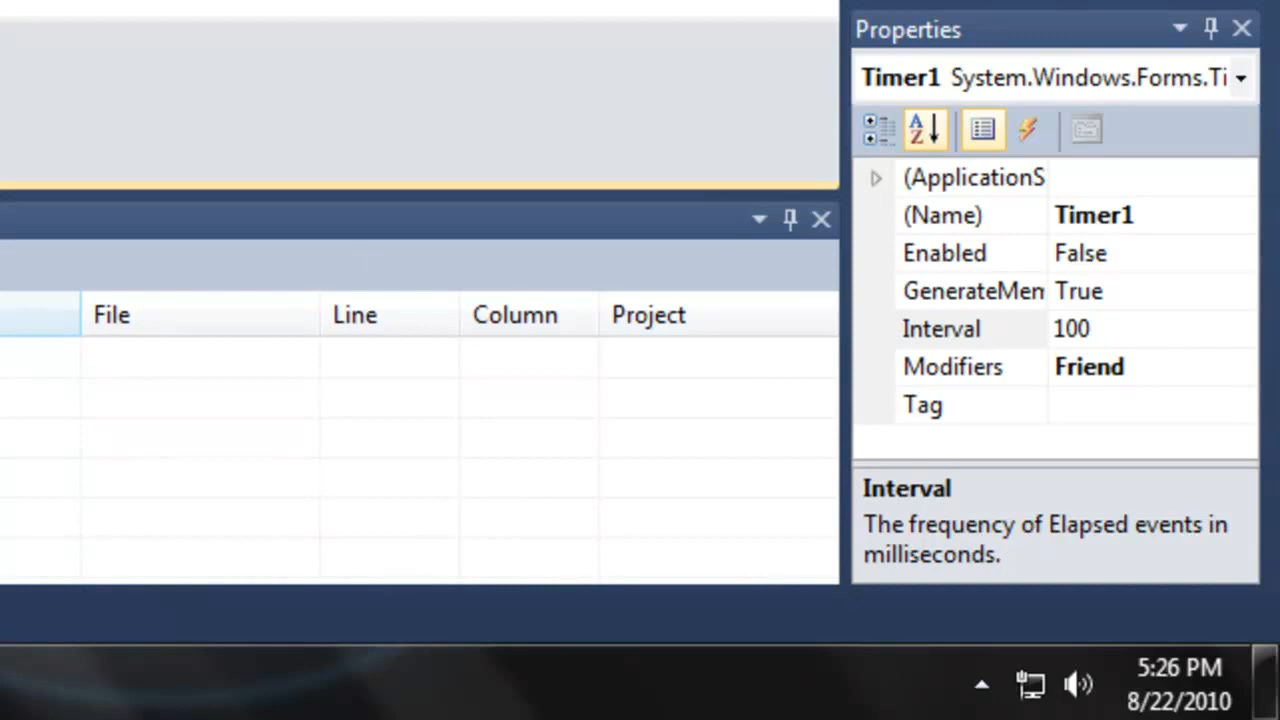 Properties
Timer1 System.Windows.Forms.Ti
(ApplicationS
(Name) Timer1
Enabled False
GenerateMem True
Interval 100
Modifiers Friend
Tag
File Line Column Project
Interval
The frequency of Elapsed events in
milliseconds.
5:26 PM
8/22/2010